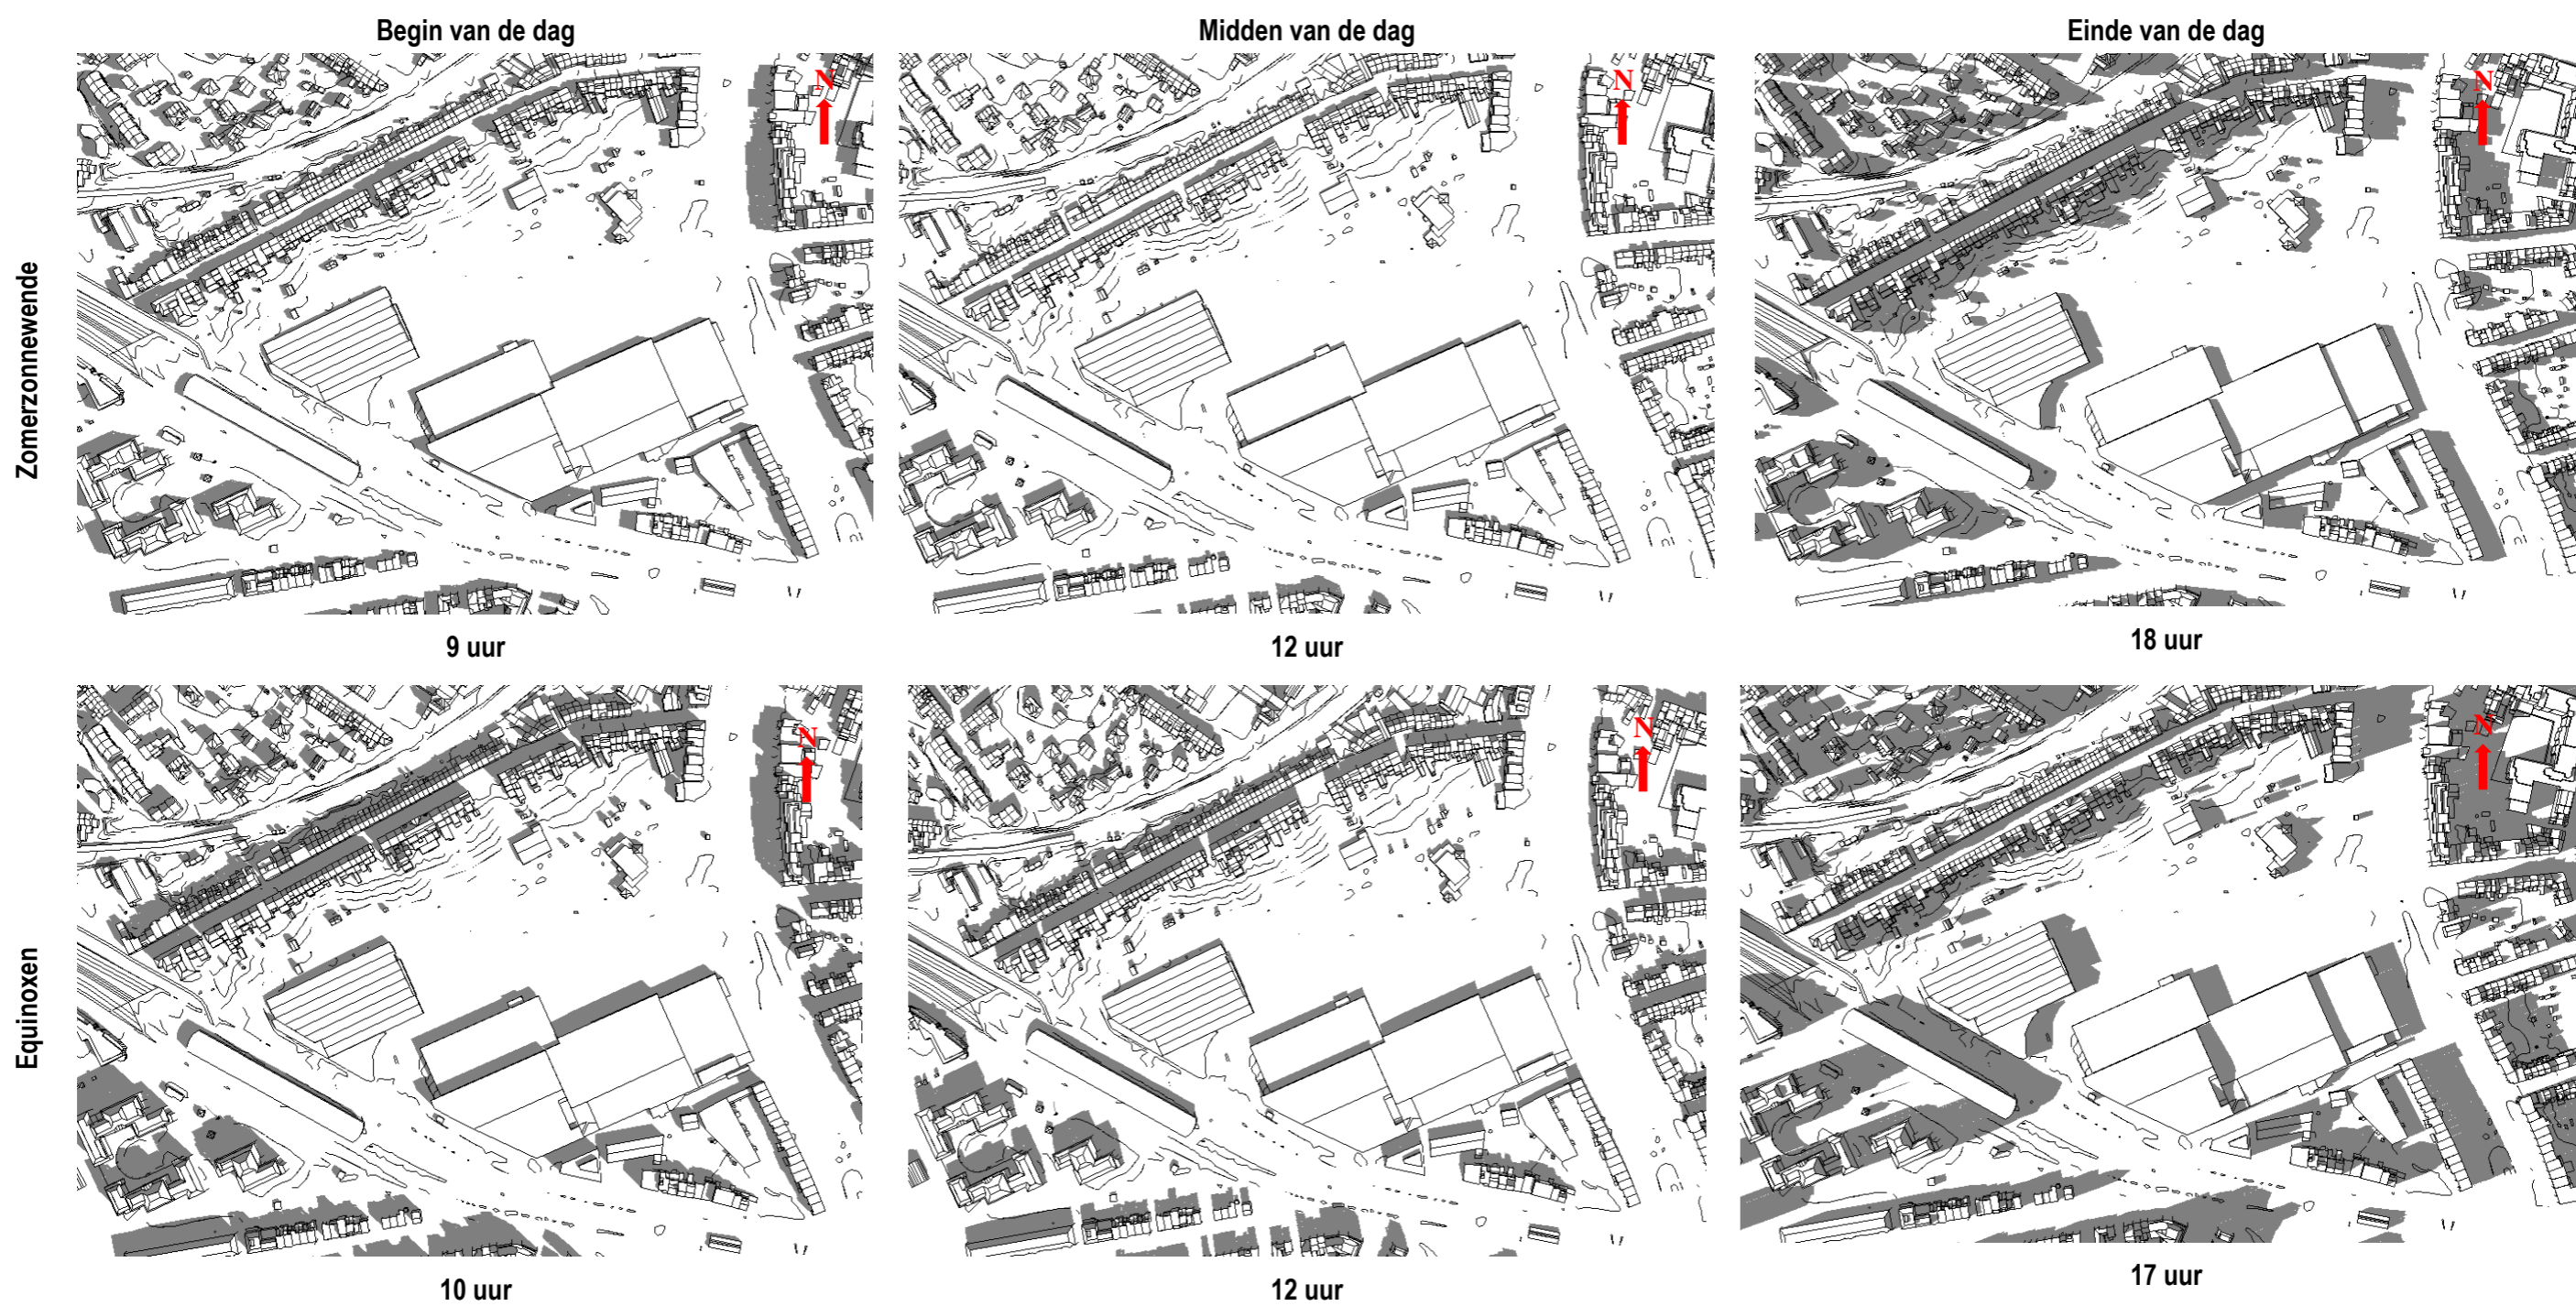 Begin van de dag
Midden van de dag
Einde van de dag
Zomerzonnewende
N
N
N
9 uur
12 uur
18 uur
Equinoxen
N
N
N
10 uur
12 uur
17 uur